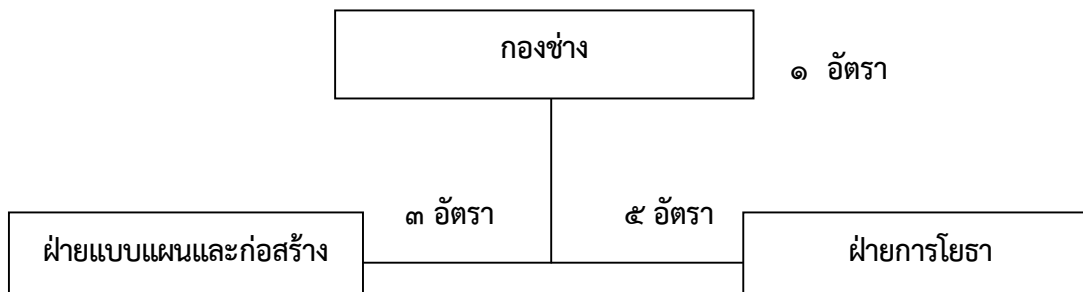 กองช่าง
๑ อัตรา
๓ อัตรา
๕ อัตรา
ฝ่ายแบบแผนและก่อสร้าง
ฝ่ายการโยธา